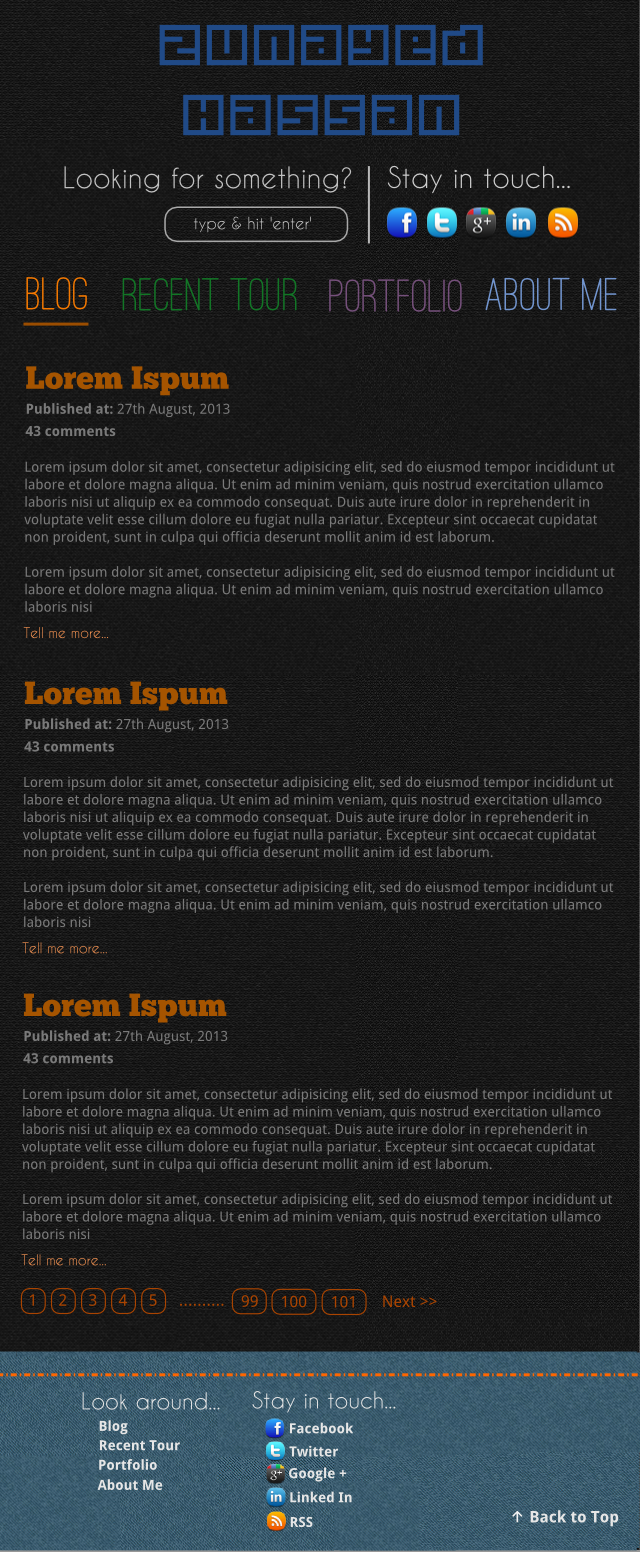 zunayed
Hassan
Looking for something?
type & hit 'enter'
Stay in touch...
f t g+ in
BLOG RECENT TOUR PORTFOLIO ABOUT ME
Lorem Ispum
Published at: 27th August, 2013
43 comments
Lorem ipsum dolor sit amet, consectetur adipisicing elit, sed do eiusmod tempor incididunt ut
labore et dolore magna aliqua. Ut enim ad minim veniam, quis nostrud exercitation ullamco
laboris nisi ut aliquip ex ea commodo consequat. Duis aute irure dolor in reprehenderit in
voluptate velit esse cillum dolore eu fugiat nulla pariatur. Excepteur sint occaecat cupidatat
non proident, sunt in culpa qui officia deserunt mollit anim id est laborum.
Lorem ipsum dolor sit amet, consectetur adipisicing elit, sed do eiusmod tempor incididunt ut
labore et dolore magna aliqua. Ut enim ad minim veniam, quis nostrud exercitation ullamco
laboris nisi
Tell me more...
Lorem Ispum
Published at: 27th August, 2013
43 comments
Lorem ipsum dolor sit amet, consectetur adipisicing elit, sed do eiusmod tempor incididunt ut
labore et dolore magna aliqua. Ut enim ad minim veniam, quis nostrud exercitation ullamco
laboris nisi ut aliquip ex ea commodo consequat. Duis aute irure dolor in reprehenderit in
voluptate velit esse cillum dolore eu fugiat nulla pariatur. Excepteur sint occaecat cupidatat
non proident, sunt in culpa qui officia deserunt mollit anim id est laborum.
Lorem ipsum dolor sit amet, consectetur adipisicing elit, sed do eiusmod tempor incididunt ut
labore et dolore magna aliqua. Ut enim ad minim veniam, quis nostrud exercitation ullamco
laboris nisi
Tell me more...
Lorem Ispum
Published at: 27th August, 2013
43 comments
Lorem ipsum dolor sit amet, consectetur adipisicing elit, sed do eiusmod tempor incididunt ut
labore et dolore magna aliqua. Ut enim ad minim veniam, quis nostrud exercitation ullamco
laboris nisi ut aliquip ex ea commodo consequat. Duis aute irure dolor in reprehenderit in
voluptate velit esse cillum dolore eu fugiat nulla pariatur. Excepteur sint occaecat cupidatat
non proident, sunt in culpa qui officia deserunt mollit anim id est laborum.
Lorem ipsum dolor sit amet, consectetur adipisicing elit, sed do eiusmod tempor incididunt ut
labore et dolore magna aliqua. Ut enim ad minim veniam, quis nostrud exercitation ullamco
laboris nisi
Tell me more...
1 2 3 4 5 .......... 99 100 101 Next >>
Look around...
Blog
Recent Tour
Portfolio
About Me
Stay in touch...
f Facebook
t Twitter
g+ Google +
in Linked In
RSS
↑ Back to Top